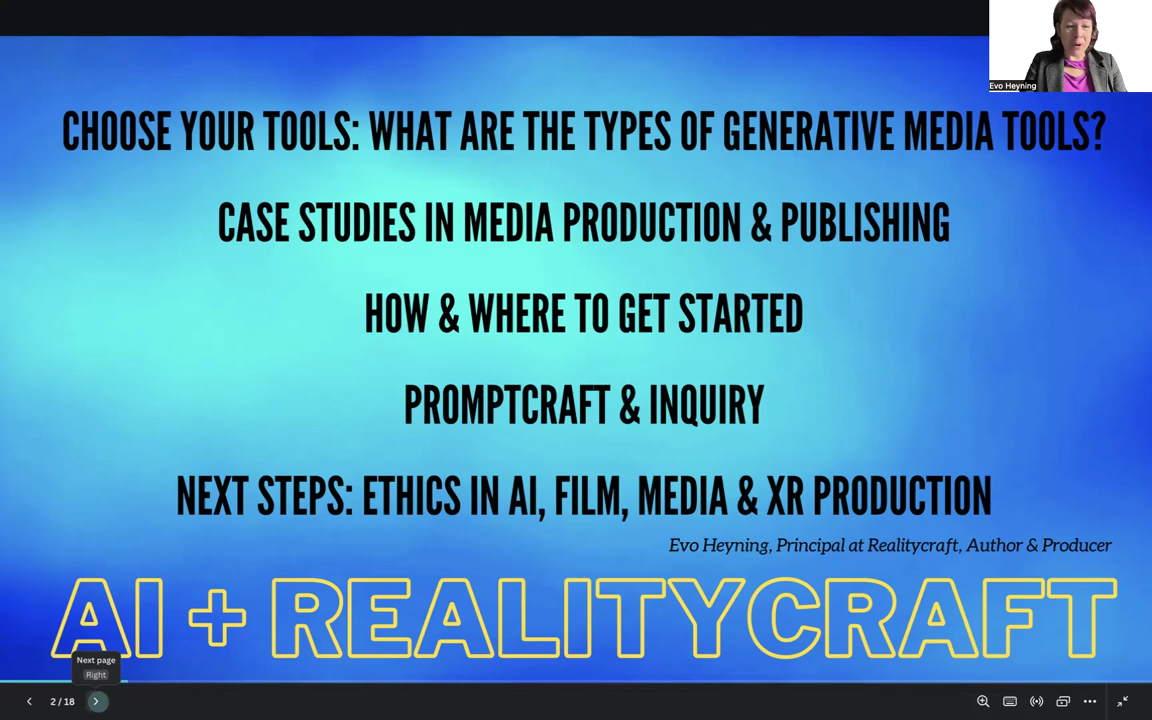 Evo Heyning
CHOOSE YOUR TOOLS: WHAT ARE THE TYPES OF GENERATIVE MEDIA TOOLS?
CASE STUDIES IN MEDIA PRODUCTION & PUBLISHING
HOW & WHERE TO GET STARTED
PROMPTCRAFT & INQUIRY
NEXT STEPS: ETHICS IN AI, FILM, MEDIA & XR PRODUCTION
Evo Heyning, Principal at Realitycraft, Author & Producer
AI + REALITYCRAFT
Next page
Right
2 / 18